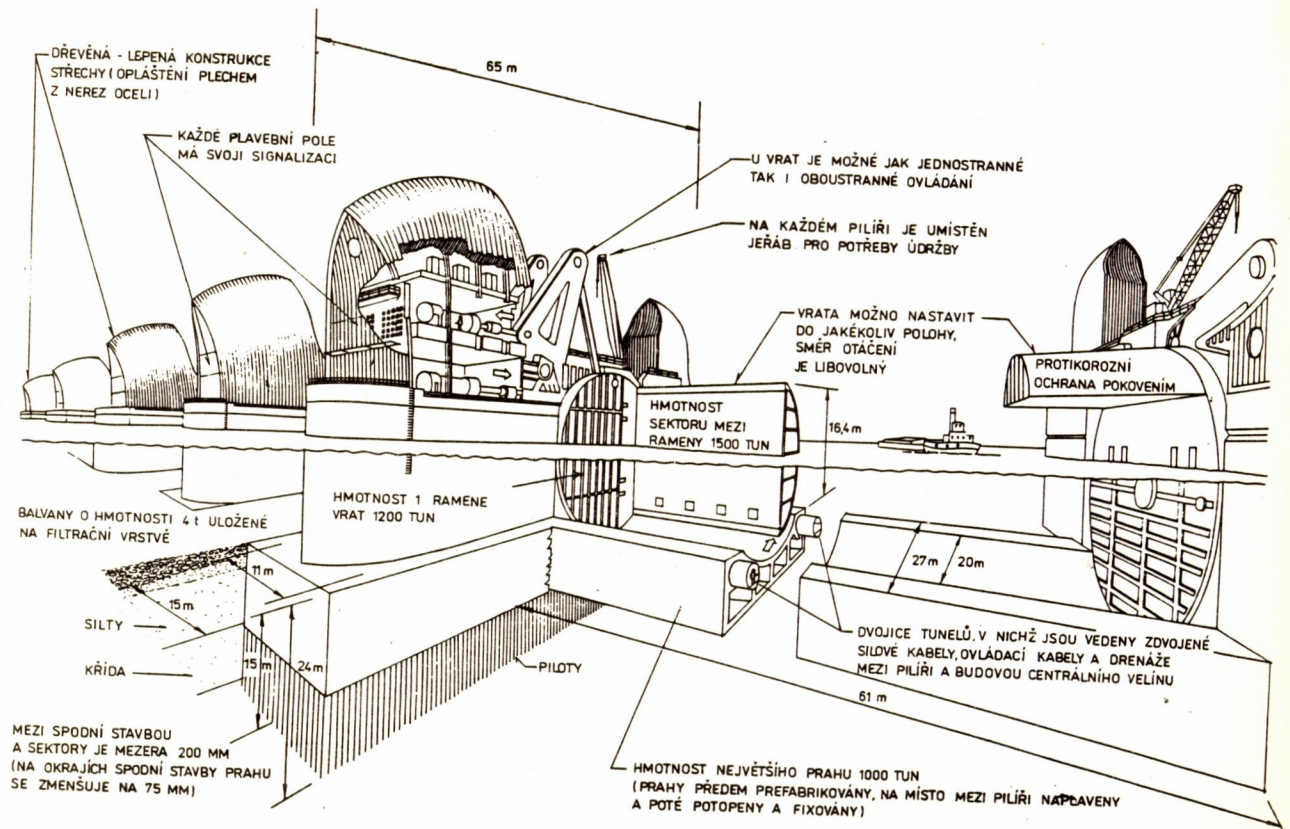 DŘEVĚNÁ - LEPENÁ KONSTRUKCE
STŘECHY (OPLÁŠTĚNÍ PLECHEM
Z NEREZ OCELI)
65 m
KAŽDÉ PLAVEBNÍ POLE
MÁ SVOJI SIGNALIZACI
U VRAT JE MOŽNÉ JAK JEDNOSTRANNÉ
TAK I OBOUSTRANNÉ OVLÁDÁNÍ
NA KAŽDÉM PILÍŘI JE UMÍSTĚN
JEŘÁB PRO POTŘEBY ÚDRŽBY
VRATA MOŽNO NASTAVIT
DO JAKÉKOLIV POLOHY,
SMĚR OTÁČENÍ
JE LIBOVOLNÝ
PROTIKOROZNÍ
OCHRANA POKOVENÍM
HMOTNOST
SEKTORU MEZI
RAMENY 1500 TUN
16,4 m
HMOTNOST 1 RAMENE
VRAT 1200 TUN
BALVANY O HMOTNOSTI 4 t ULOŽENÉ
NA FILTRAČNÍ VRSTVĚ
11 m
15 m
27 m
20m
SILTY
KŘÍDA
15 m
24 m
PILOTY
DVOJICE TUNELŮ, V NICHŽ JSOU VEDENY ZDVOJENÉ
SILOVÉ KABELY, OVLÁDACÍ KABELY A DRENÁŽE
MEZI PILÍŘI A BUDOVOU CENTRÁLNÍHO VELÍNU
61 m
MEZI SPODNÍ STAVBOU
A SEKTORY JE MEZERA 200 MM
(NA OKRAJÍCH SPODNÍ STAVBY PRAHU
SE ZMENŠUJE NA 75 MM)
HMOTNOST NEJVĚTŠÍHO PRAHU 1000 TUN
(PRAHY PŘEDEM PREFABRIKOVÁNY, NA MÍSTO MEZI PILÍŘI NAPLAVENY
A POTÉ POTOPENY A FIXOVÁNY)